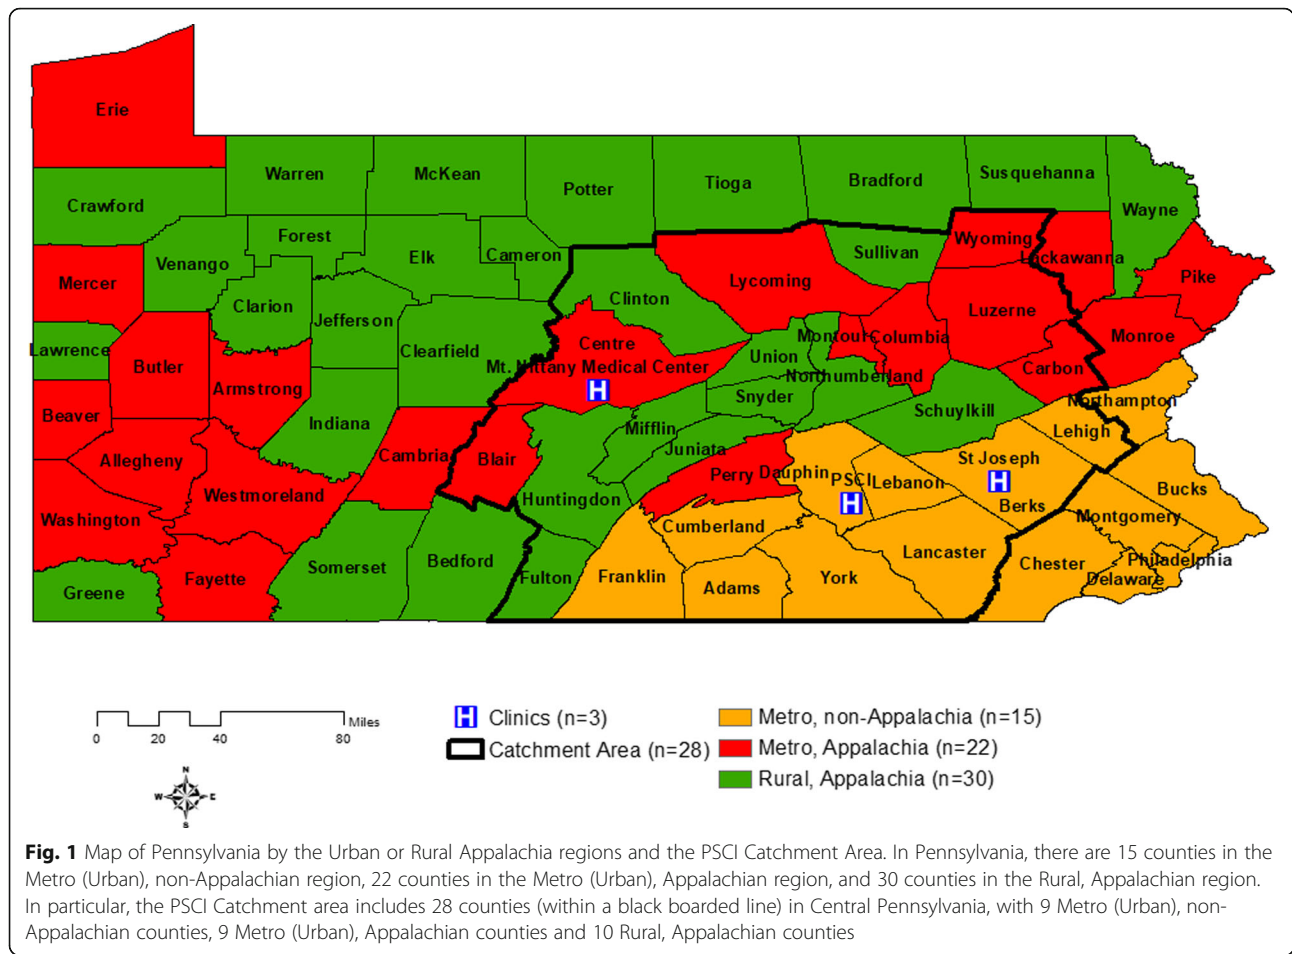 Erie
Warren
McKean
Potter
Tioga
Bradford
Susquehanna
Wayne
Crawford
Forest
Venango
Elk
Cameron
Sullivan
Wyoming
Lackawanna
Pike
Mercer
Clarion
Jefferson
Clinton
Lycoming
Luzerne
Monroe
Lawrence
Butler
Armstrong
Clearfield
Centre
Mt. Nittany Medical Center
H
Union
Montour
Columbia
Northumberland
Carbon
Snyder
Schuylkill
Northampton
Lehigh
Beaver
Indiana
Mifflin
Juniata
Allegheny
Cambria
Blair
Perry
Dauphin
PSCI
H
Lebanon
St Joseph
H
Berks
Bucks
Westmoreland
Huntingdon
Washington
Cumberland
Montgomery
Lancaster
Philadelphia
Chester
Delaware
Greene
Fayette
Somerset
Bedford
Fulton
Franklin
Adams
York
Miles
0 20 40 80
N
W E
S
H Clinics (n=3)
Catchment Area (n=28)
Metro, non-Appalachia (n=15)
Metro, Appalachia (n=22)
Rural, Appalachia (n=30)
Fig. 1 Map of Pennsylvania by the Urban or Rural Appalachia regions and the PSCI Catchment Area. In Pennsylvania, there are 15 counties in the
Metro (Urban), non-Appalachian region, 22 counties in the Metro (Urban), Appalachian region, and 30 counties in the Rural, Appalachian region.
In particular, the PSCI Catchment area includes 28 counties (within a black boarded line) in Central Pennsylvania, with 9 Metro (Urban), non-
Appalachian counties, 9 Metro (Urban), Appalachian counties and 10 Rural, Appalachian counties